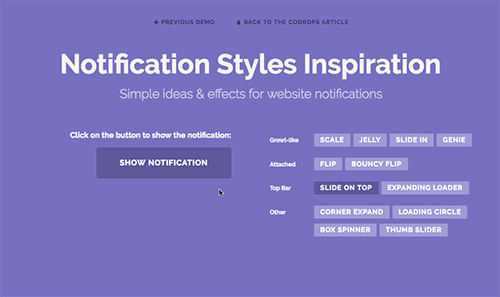 PREVIOUS DEMO BACK TO THE CODROPS ARTICLE
Notification Styles Inspiration
Simple ideas & effects for website notifications
Click on the button to show the notification:
SHOW NOTIFICATION
Growl-like SCALE JELLY SLIDE IN GENIE
Attached FLIP BOUNCY FLIP
Top Bar SLIDE ON TOP EXPANDING LOADER
Other CORNER EXPAND LOADING CIRCLE
BOX SPINNER THUMB SLIDER